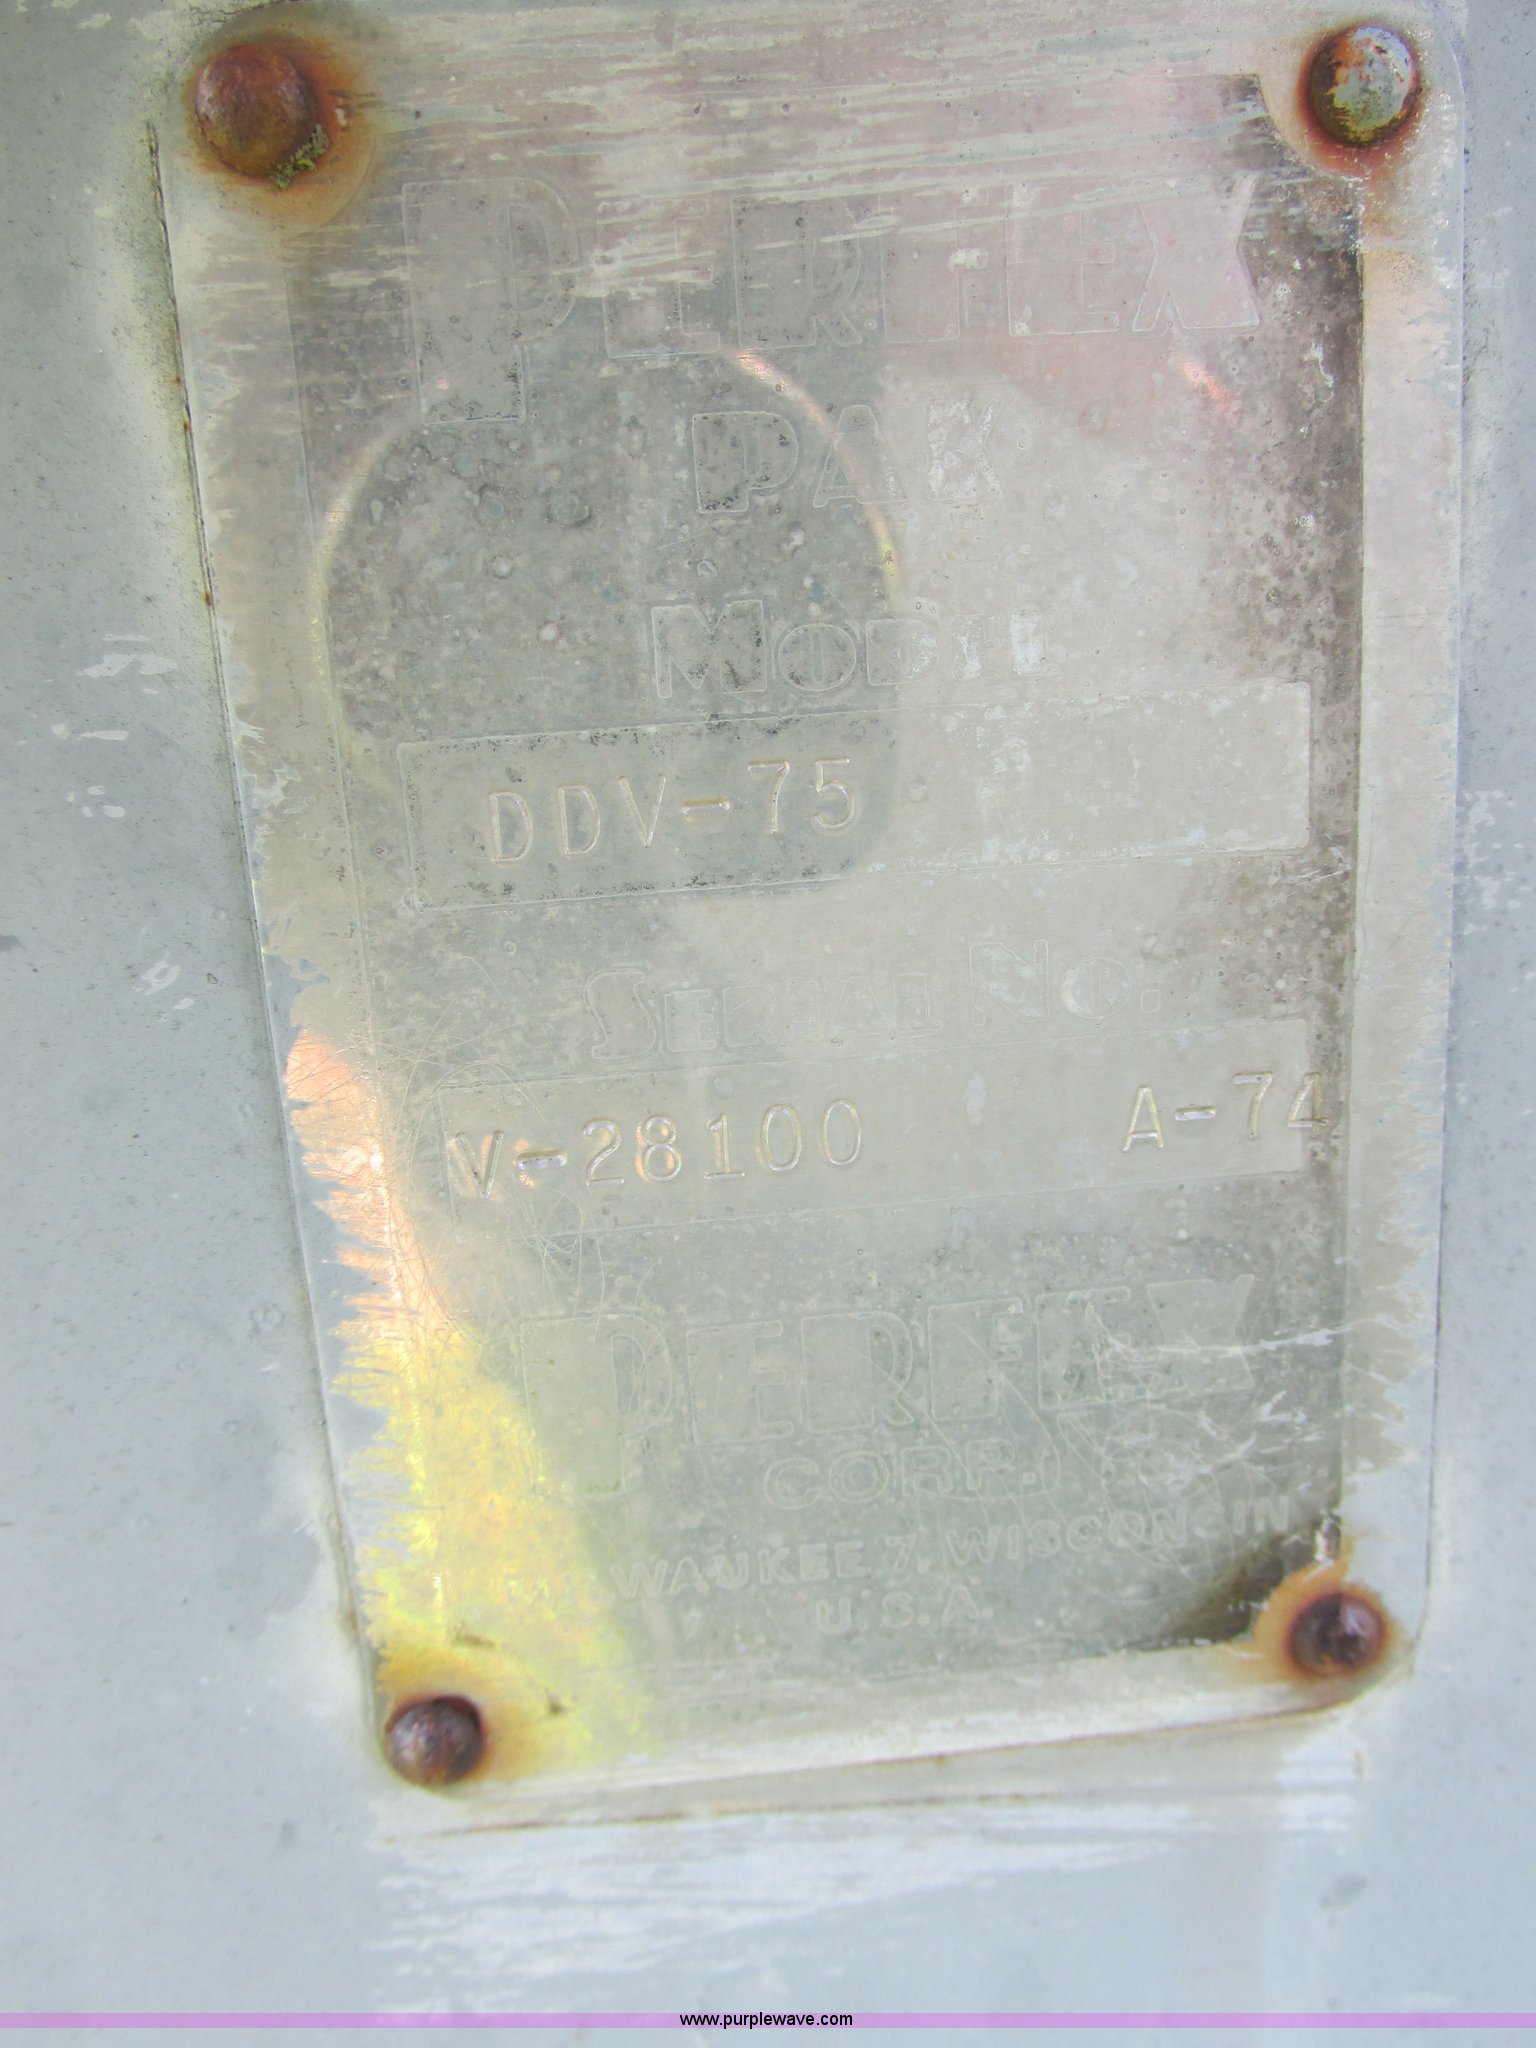 PERFEX
PAK
MODEL
DDV-75
SERIAL NO.
V-28100 A-74
PERFEX
CORP.
WAUKEE 7, WISCONSIN
U.S.A.
www.purplewave.com